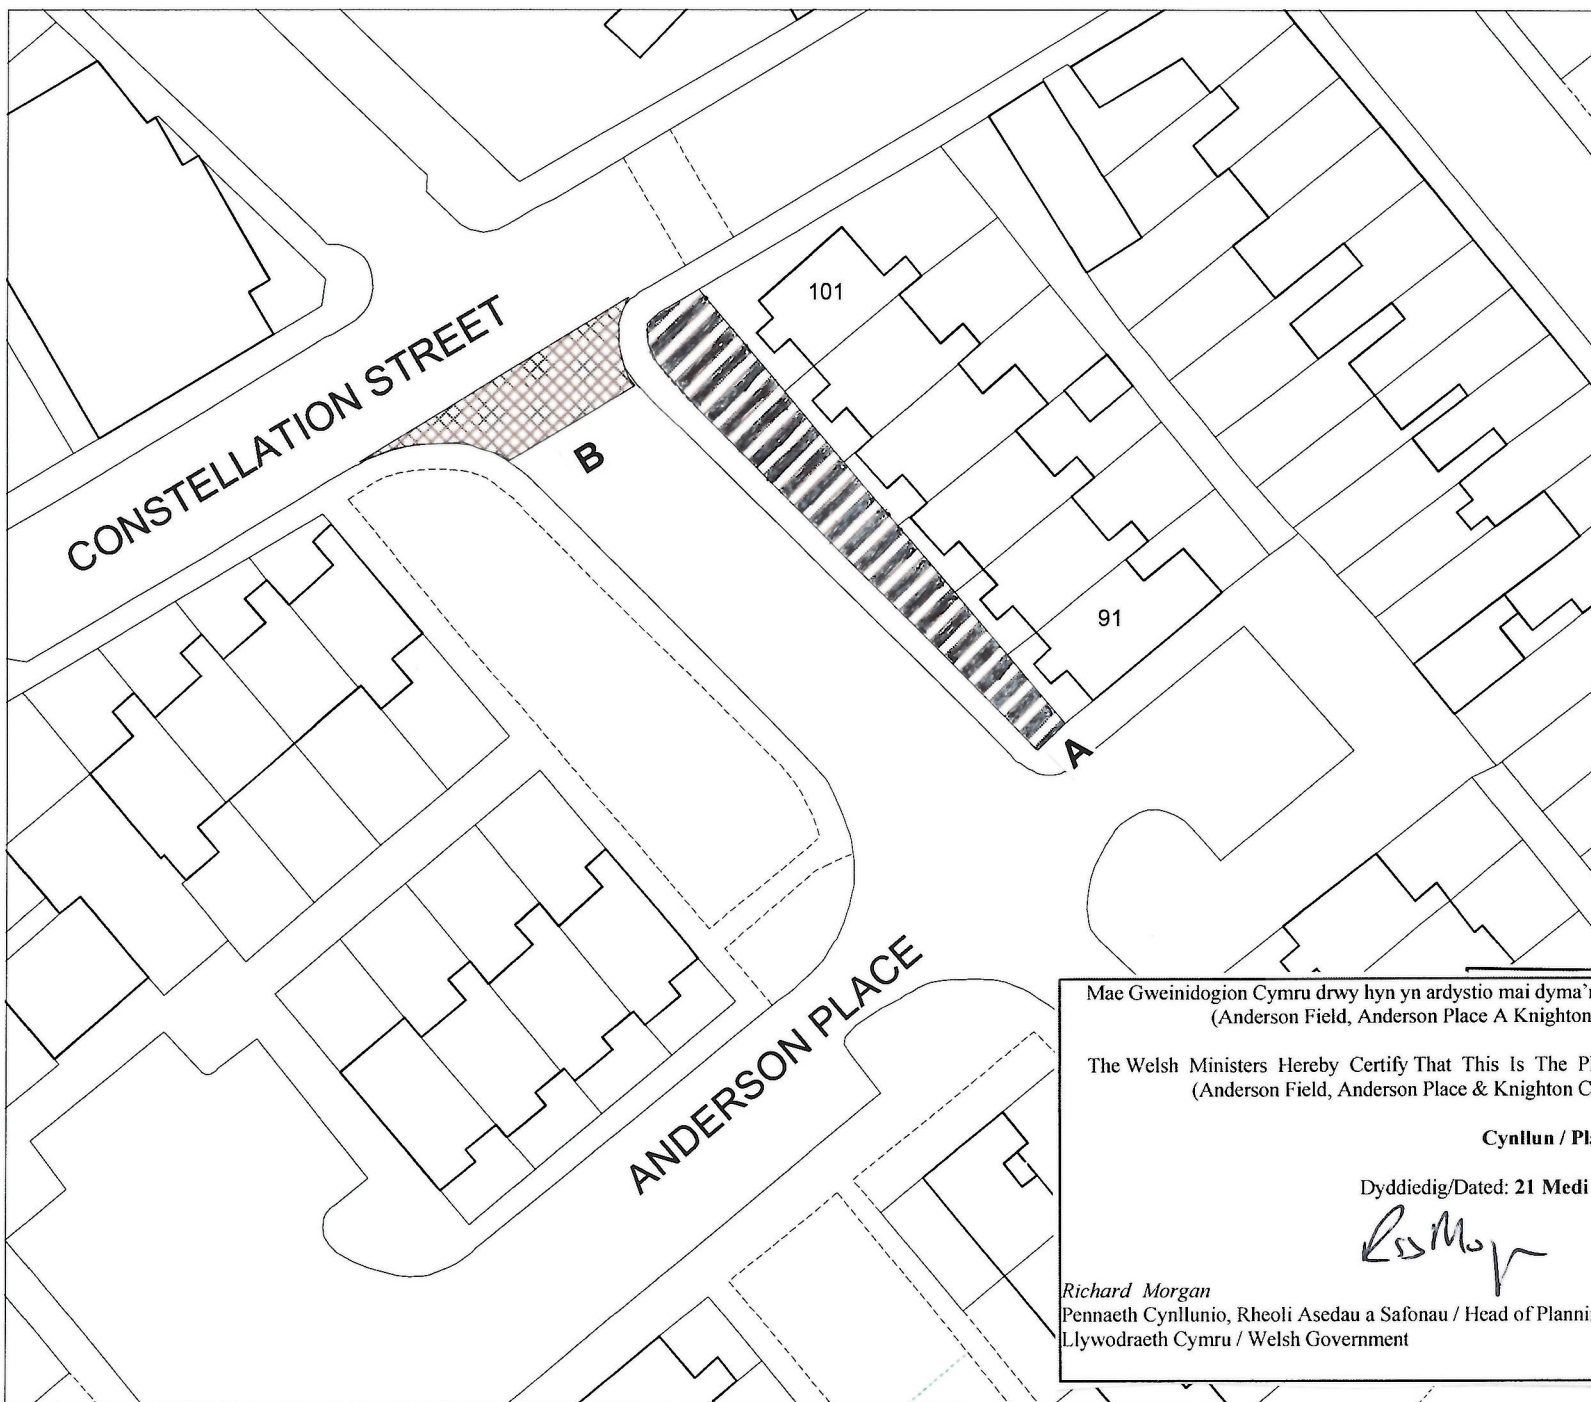 101
CONSTELLATION STREET
B
91
A
ANDERSON PLACE
Mae Gweinidogion Cymru drwy hyn yn ardystio mai dyma'r
(Anderson Field, Anderson Place A Knighton
The Welsh Ministers Hereby Certify That This Is The
(Anderson Field, Anderson Place & Knighton
Cynllun /
Dyddiedig/Dated: 21 Medi
Richard Morgan
Pennaeth Cynllunio, Rheoli Asedau a Safonau / Head of
Llywodraeth Cymru / Welsh Government